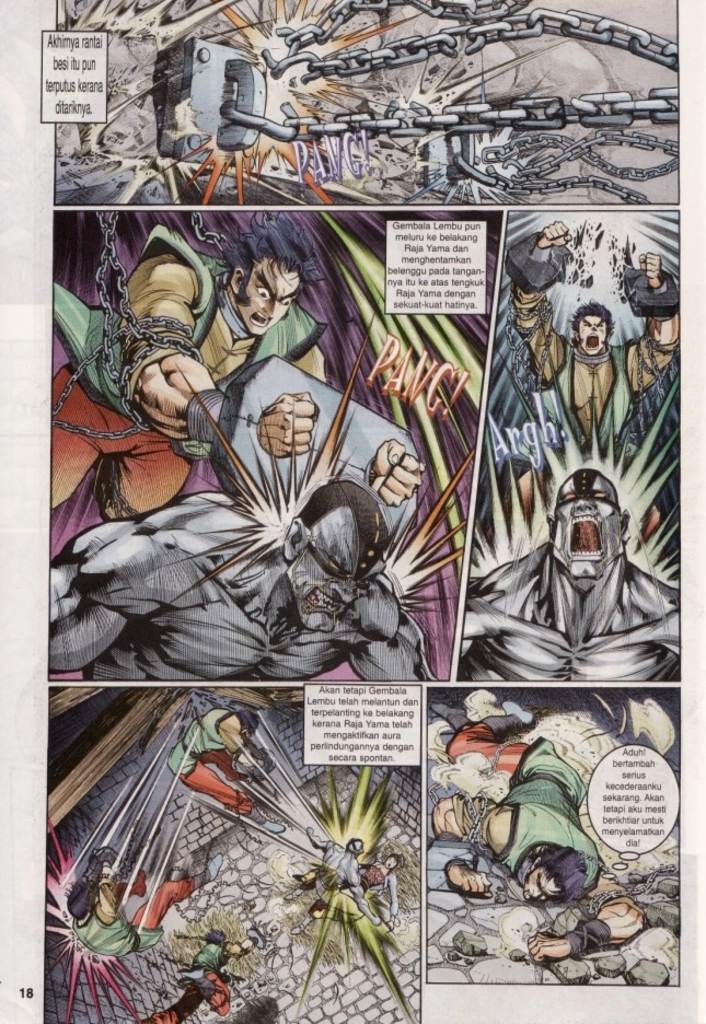 Akhirnya rantai
besi itu pun
terputus kerana
ditariknya.
PANG!
Gembala Lembu pun
meluru ke belakang
Raja Yama dan
menghentamkan
belenggu pada tangan-
nya itu ke atas tengkuk
Raja Yama dengan
sekuat-kuat hatinya.
PANG!
Argh!
Akan tetapi Gembala
Lembu telah melantun dan
terpelanting ke belakang
kerana Raja Yama telah
mengaktifkan aura
perlindungannya dengan
secara spontan.
Aduh!
bertambah
serius
kecederaanku
sekarang. Akan
tetapi aku mesti
berikhtiar untuk
menyelamatkan
dia!
18